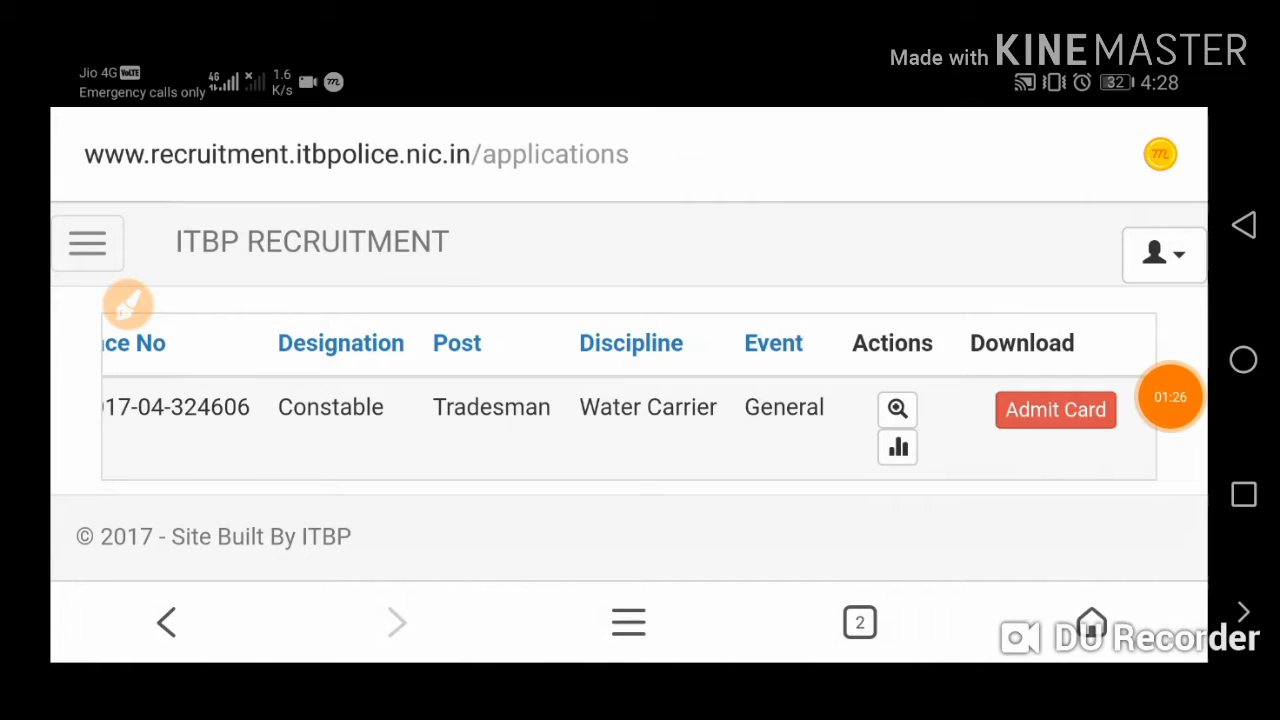 Made with KINEMASTER
Jio 4G VoLTE
Emergency calls only
4G
1.6
K/s
m
32
4:28
www.recruitment.itbpolice.nic.in/applications
m
ITBP RECRUITMENT
ce No Designation Post Discipline Event Actions Download
17-04-324606 Constable Tradesman Water Carrier General Admit Card
01:26
© 2017 - Site Built By ITBP
2
DU Recorder